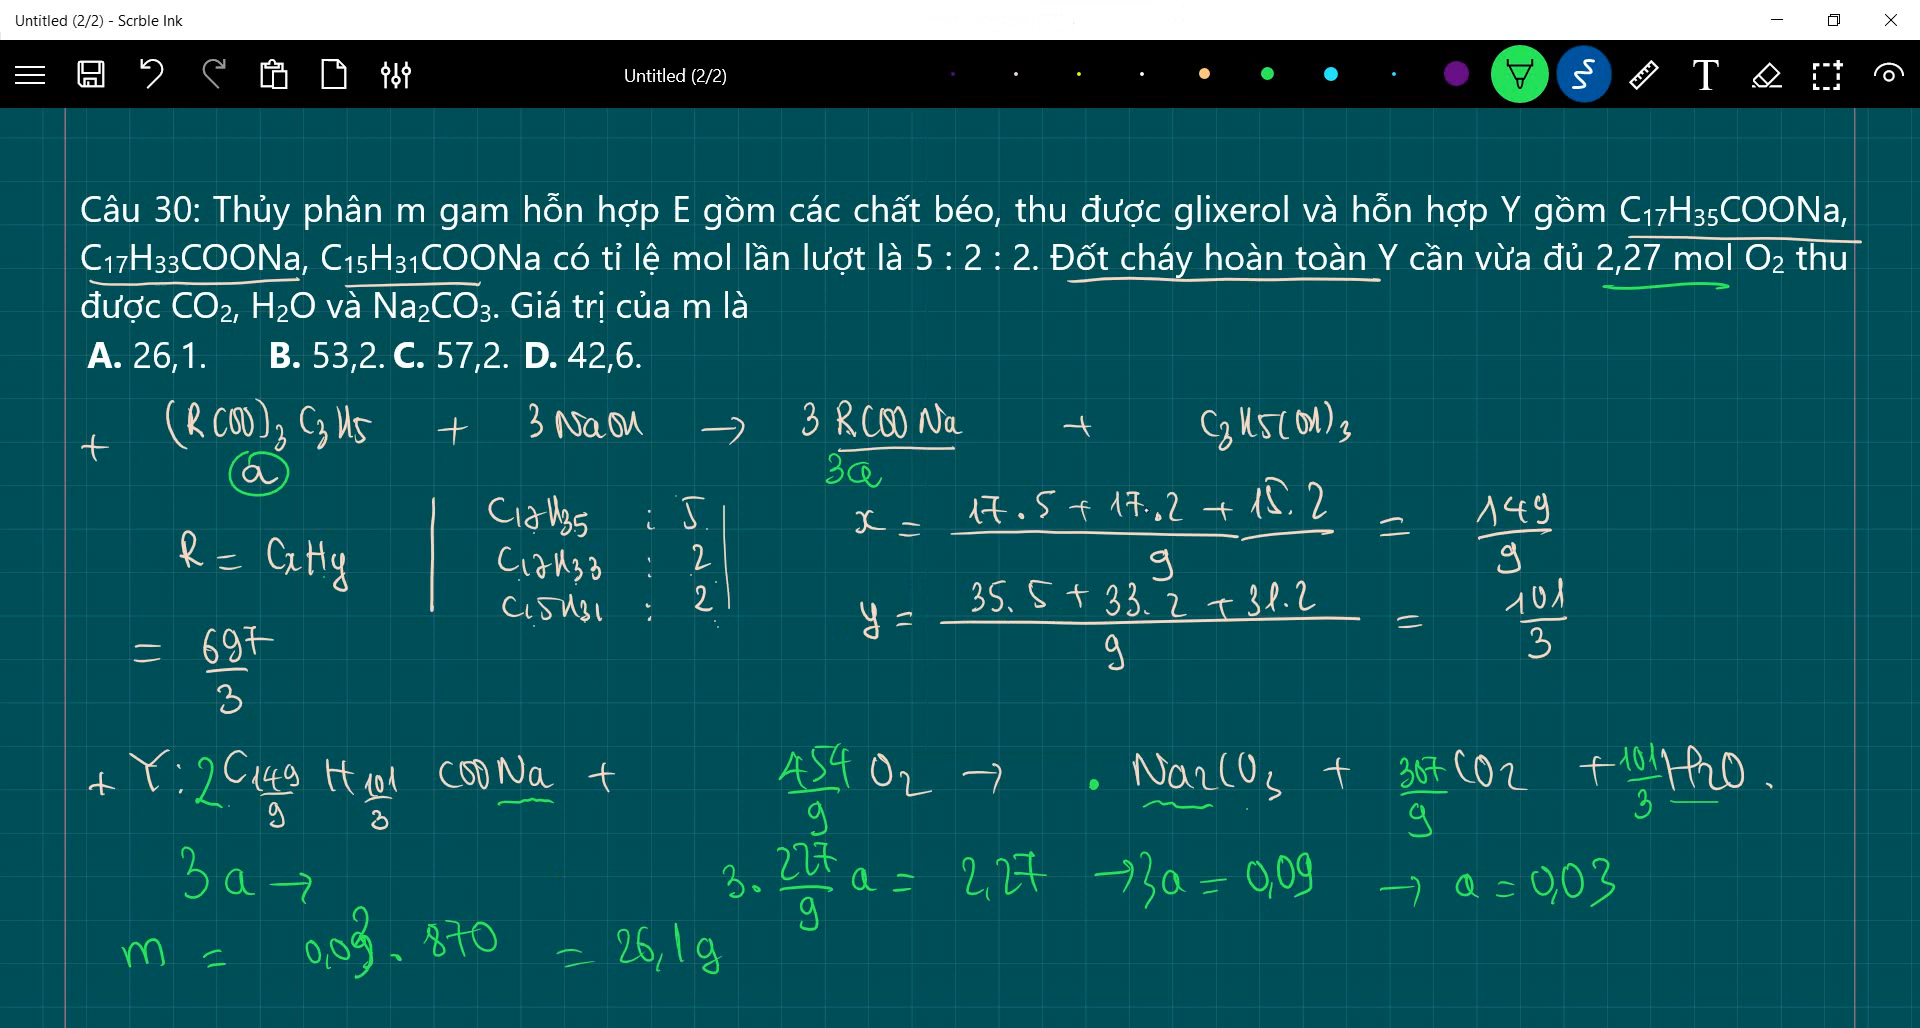 Untitled (2/2) - Scrble Ink
Untitled (2/2)
T
Câu 30: Thủy phân m gam hỗn hợp E gồm các chất béo, thu được glixerol và hỗn hợp Y gồm C₁₇H₃₅COONa,
C₁₇H₃₃COONa, C₁₅H₃₁COONa có tỉ lệ mol lần lượt là 5 : 2 : 2. Đốt cháy hoàn toàn Y cần vừa đủ 2,27 mol O₂ thu
được CO₂, H₂O và Na₂CO₃. Giá trị của m là
A. 26,1. B. 53,2. C. 57,2. D. 42,6.
+ (RCOO)₃C₃H₅ + 3NaOH → 3RCOONa + C₃H₅(OH)₃
a 3a
R = CxHy | C₁₇H₃₅ : 5 | x = (17.5 + 17.2 + 15.2)/9 = 149/9
C₁₇H₃₃ : 2
C₁₅H₃₁ : 2 y = (35.5 + 33.2 + 31.2)/9 = 101/3
= 697/3
+ Y: 2C149/9 H101/3 COONa + 454/9 O₂ → Na₂CO₃ + 307/9 CO₂ + 101/3 H₂O.
3a → 3. 227/9 a = 2,27 → 3a = 0,09 → a = 0,03
m = 0,03 . 870 = 26,1g